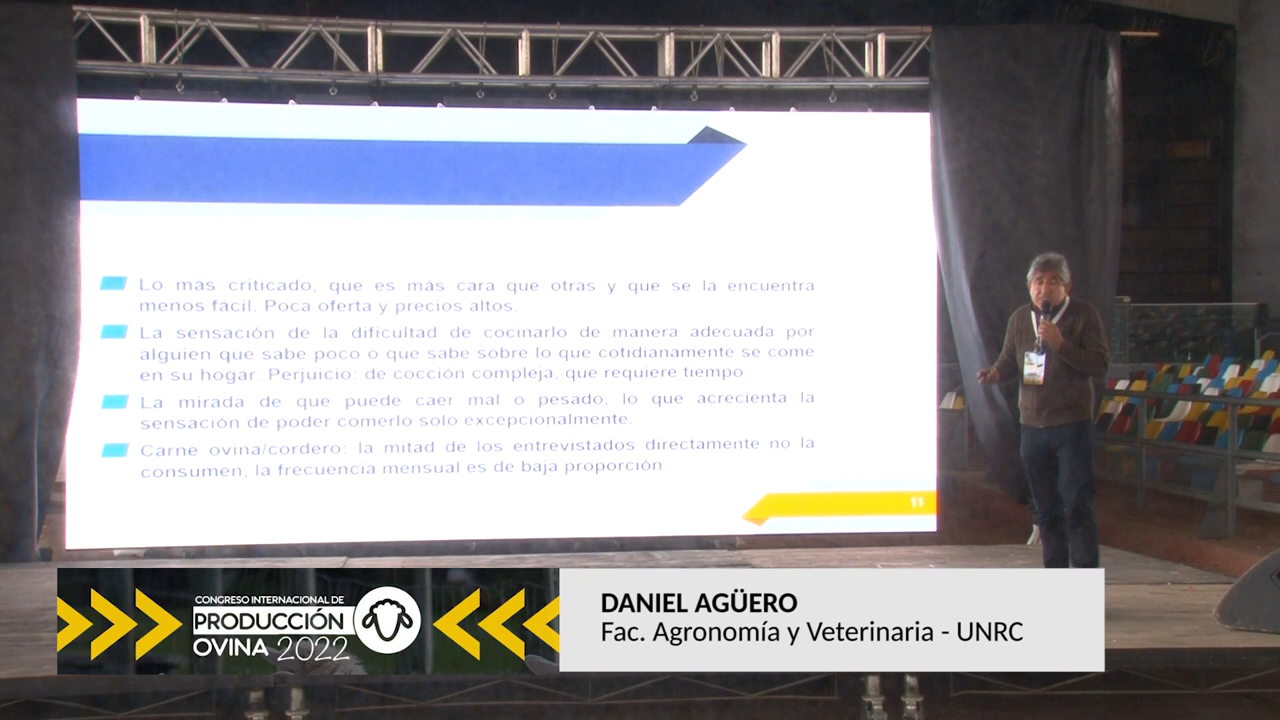 Lo más criticado, que es más cara que otras y que se la encuentra
menos fácil. Poca oferta y precios altos.
La sensación de la dificultad de cocinarlo de manera adecuada por
alguien que sabe poco o que sabe sobre lo que cotidianamente se come
en su hogar. Perjuicio: de cocción compleja, que requiere tiempo.
La mirada de que puede caer mal o pesado, lo que acrecienta la
sensación de poder comerlo solo excepcionalmente.
Carne ovina/cordero: la mitad de los entrevistados directamente no la
consumen, la frecuencia mensual es de baja proporción.
11
CONGRESO INTERNACIONAL DE
PRODUCCIÓN
OVINA 2022
DANIEL AGÜERO
Fac. Agronomía y Veterinaria - UNRC